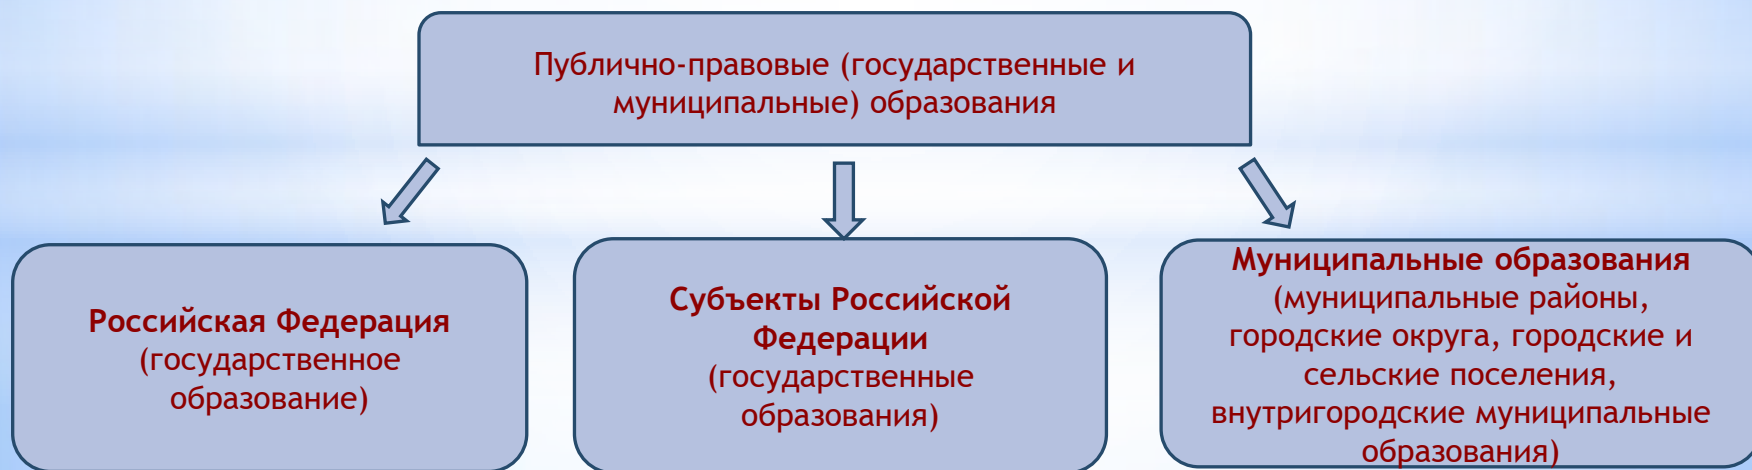 Публично-правовые (государственные и
муниципальные) образования
Российская Федерация
(государственное
образование)
Субъекты Российской
Федерации
(государственные
образования)
Муниципальные образования
(муниципальные районы,
городские округа, городские и
сельские поселения,
внутригородские муниципальные
образования)